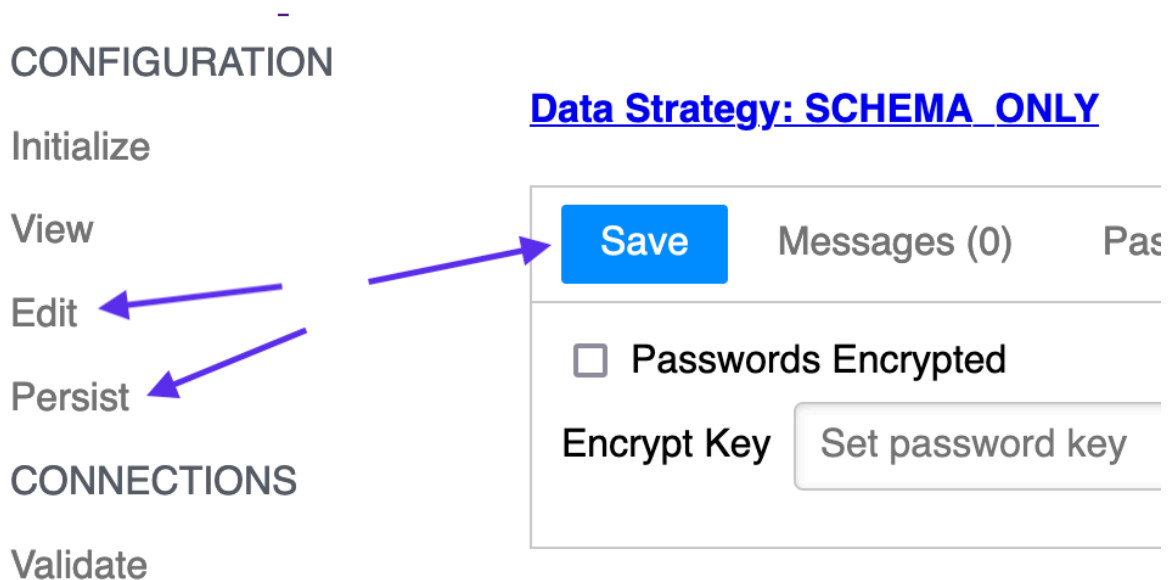 CONFIGURATION
Initialize
View
Edit
Persist
CONNECTIONS
Validate
Data Strategy: SCHEMA_ONLY
Save Messages (0)
Passwords Encrypted
Encrypt Key Set password key